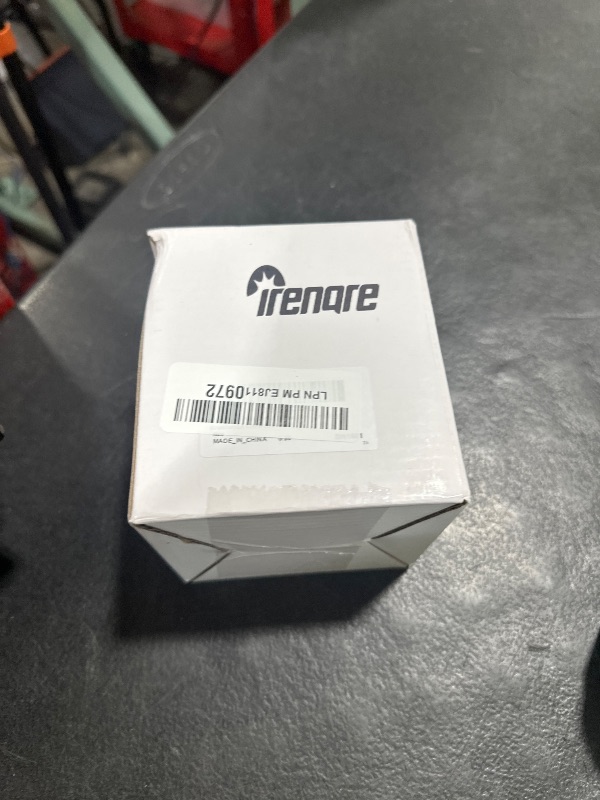 irenqre
LPN PM EJ8110972
MADE_IN_CHINA